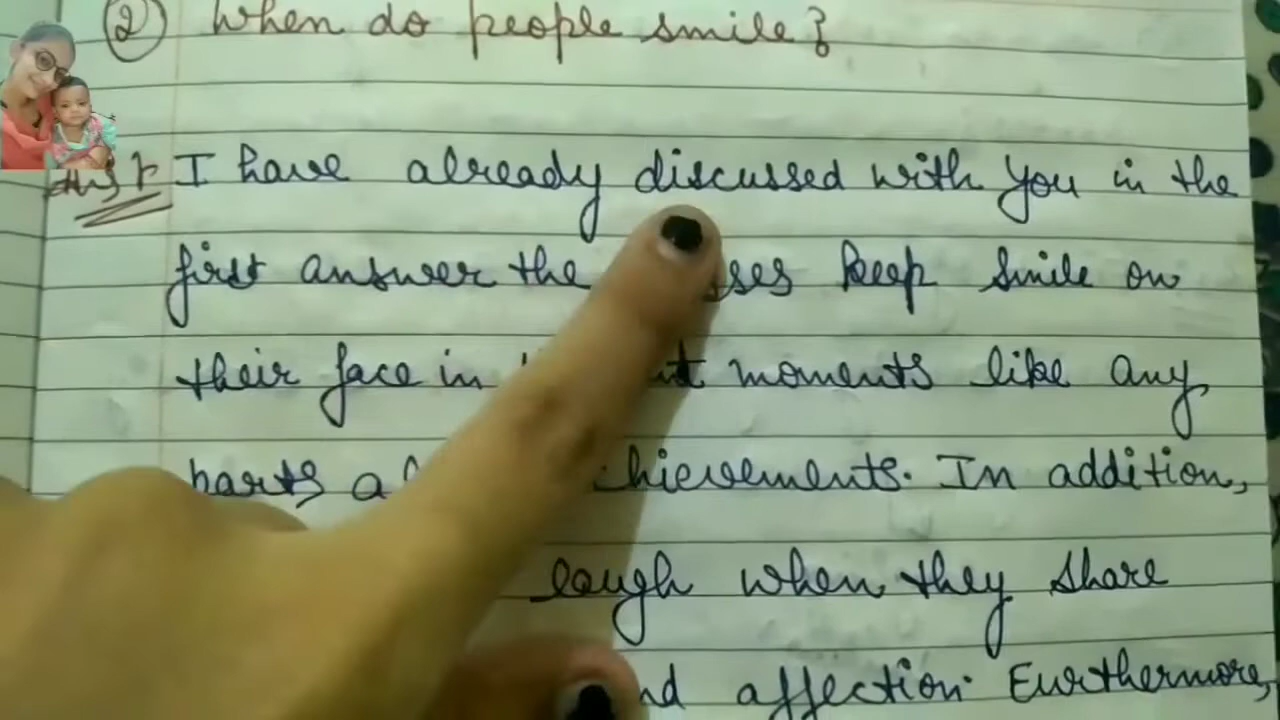 ② When do people smile?
Ans:- I have already discussed with you in the
first answer the keep smile on
their face in moments like any
achievements. In addition,
laugh when they share
affection. Furthermore,